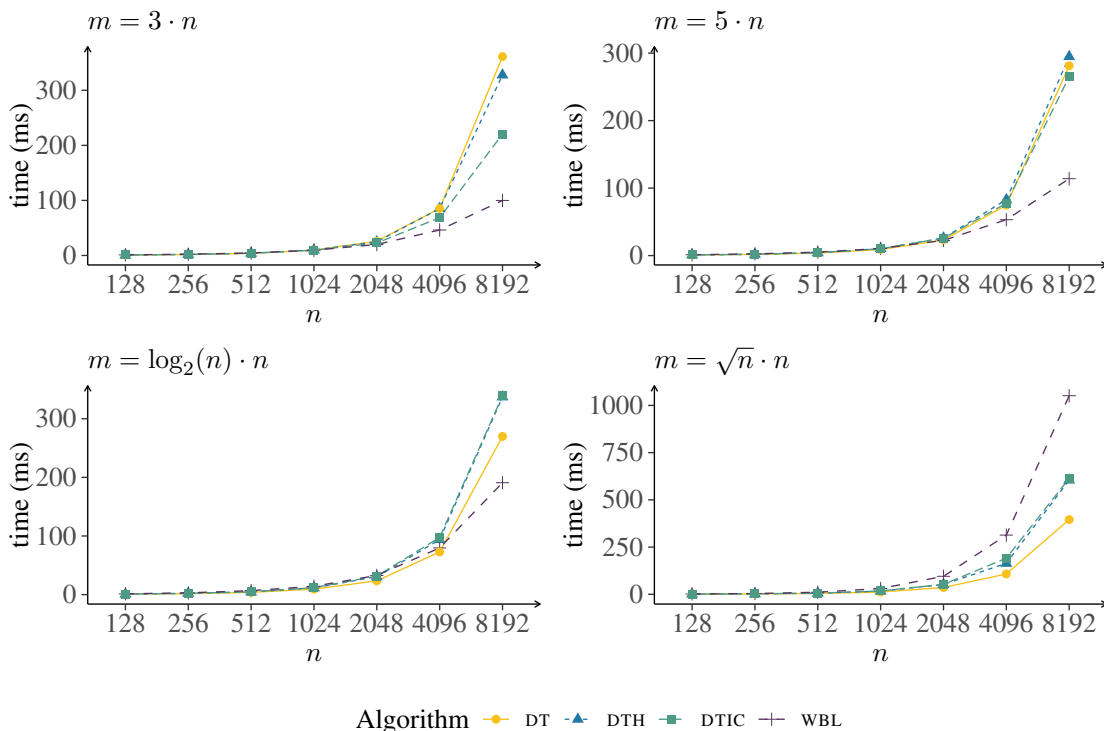 m = 3 · n
m = 5 · n
time (ms)
300
200
100
0
128 256 512 1024 2048 4096 8192
n
time (ms)
300
200
100
0
128 256 512 1024 2048 4096 8192
n
m = log₂(n) · n
m = √n · n
time (ms)
300
200
100
0
128 256 512 1024 2048 4096 8192
n
time (ms)
1000
750
500
250
0
128 256 512 1024 2048 4096 8192
n
Algorithm DT DTH DTIC WBL